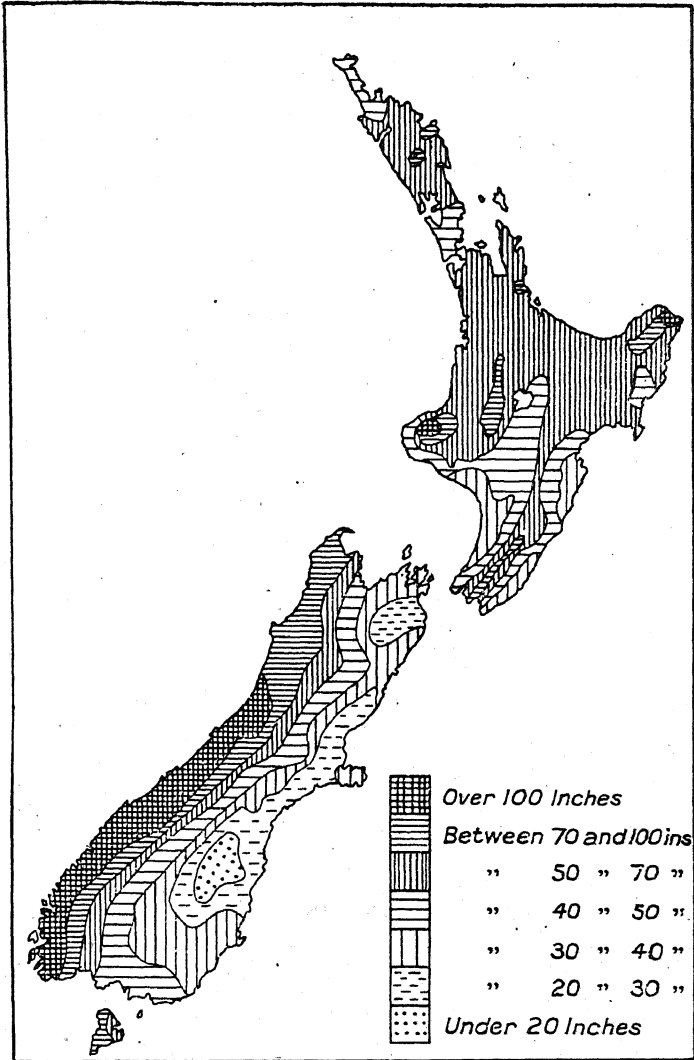 Over 100 Inches
Between 70 and 100 ins
„ 50 „ 70 „
„ 40 „ 50 „
„ 30 „ 40 „
„ 20 „ 30 „
Under 20 Inches